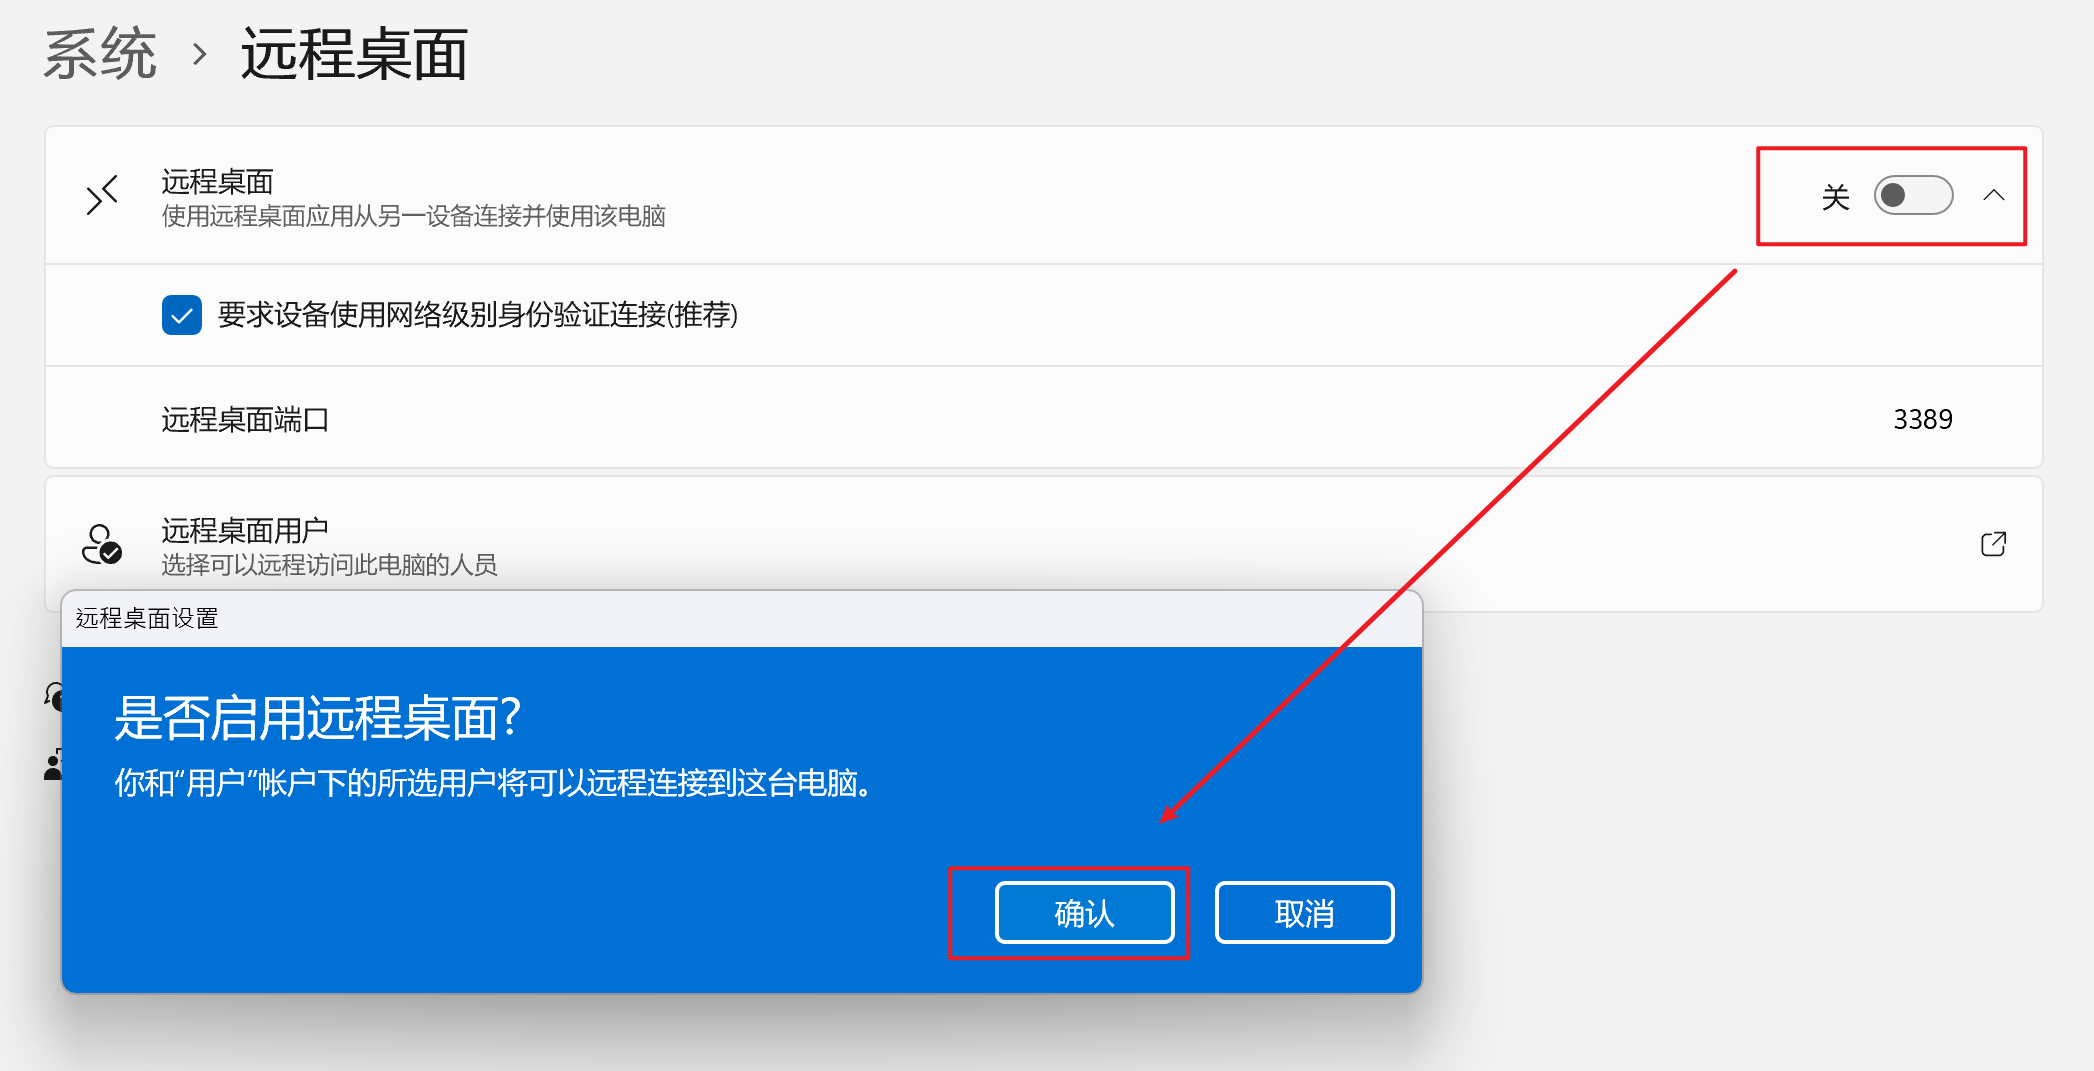 系统 › 远程桌面
远程桌面
使用远程桌面应用从另一设备连接并使用该电脑
关
要求设备使用网络级别身份验证连接(推荐)
远程桌面端口
3389
远程桌面用户
选择可以远程访问此电脑的人员
远程桌面设置
是否启用远程桌面?
你和“用户”帐户下的所选用户将可以远程连接到这台电脑。
确认
取消